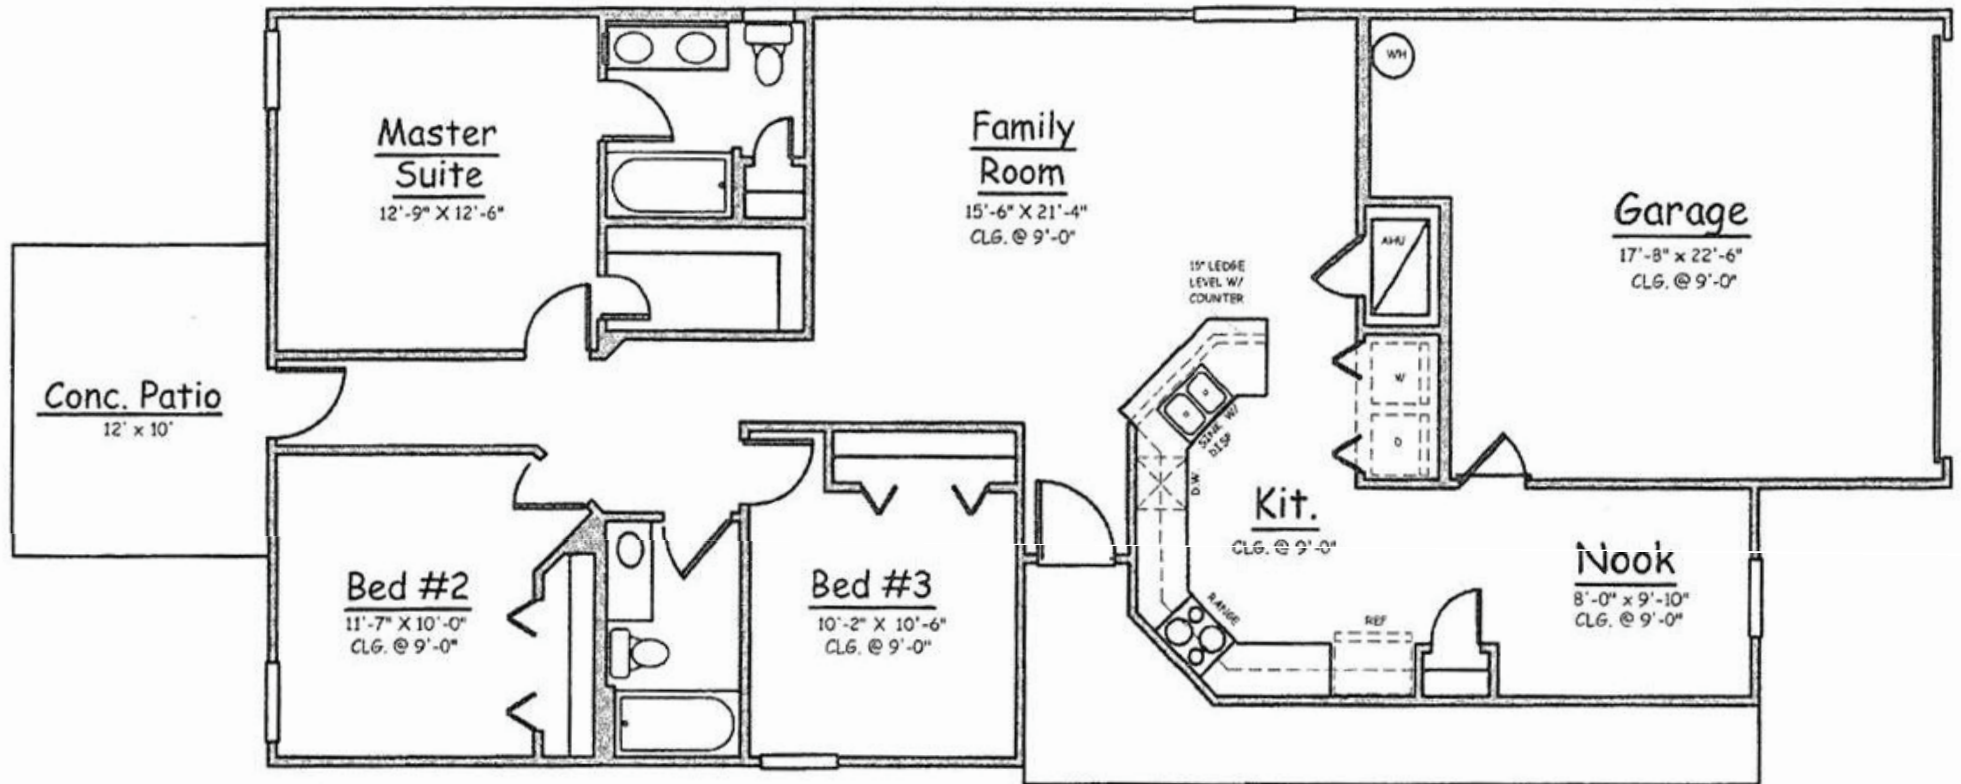 Master
Suite
12'-9" X 12'-6"
Family
Room
15'-6" X 21'-4"
CLG. @ 9'-0"
WH
Garage
17'-8" x 22'-6"
CLG. @ 9'-0"
AHU
15" LEDGE
LEVEL W/
COUNTER
Conc. Patio
12' x 10'
W
D
SINK W/
DISP
D.W.
Kit.
CLG. @ 9'-0"
Nook
8'-0" x 9'-10"
CLG. @ 9'-0"
Bed #2
11'-7" X 10'-0"
CLG. @ 9'-0"
Bed #3
10'-2" X 10'-6"
CLG. @ 9'-0"
RANGE
REF